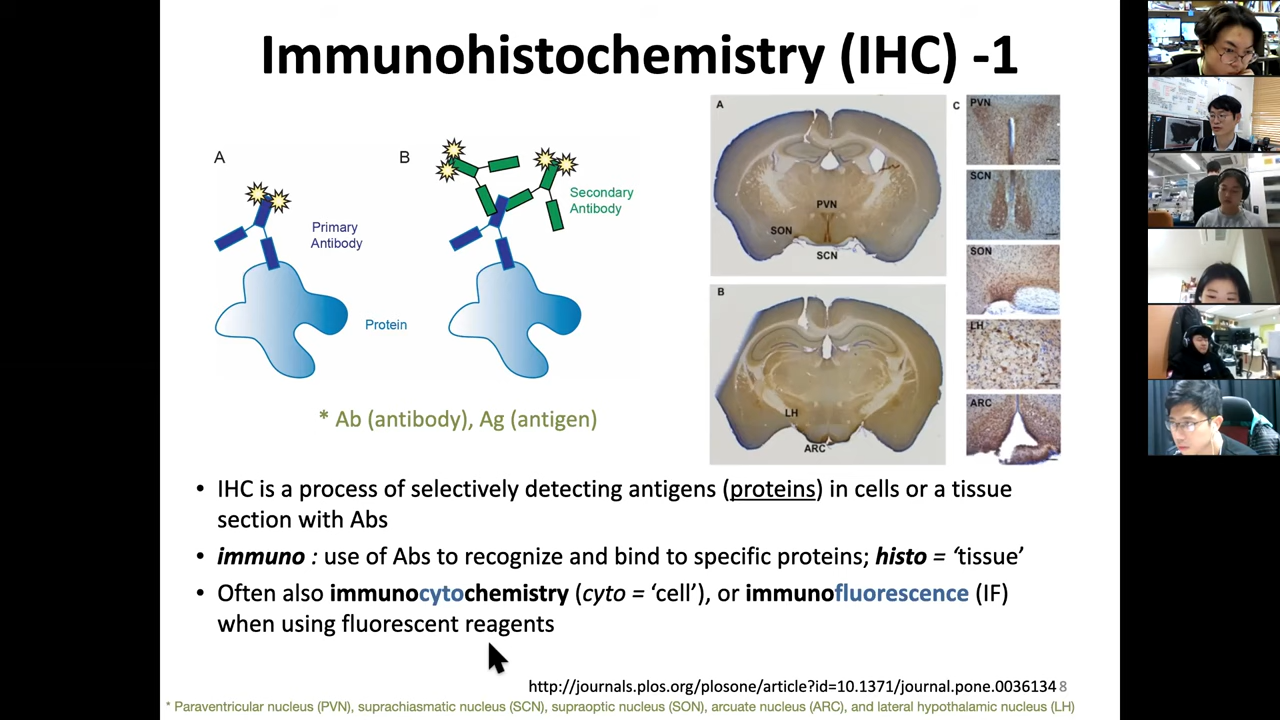 Immunohistochemistry (IHC) -1
A
B
Primary
Antibody
Secondary
Antibody
Protein
* Ab (antibody), Ag (antigen)
A
PVN
SON
SCN
B
LH
ARC
C
PVN
SCN
SON
LH
ARC
• IHC is a process of selectively detecting antigens (proteins) in cells or a tissue
section with Abs
• immuno : use of Abs to recognize and bind to specific proteins; histo = ‘tissue’
• Often also immunocytochemistry (cyto = ‘cell’), or immunofluorescence (IF)
when using fluorescent reagents
http://journals.plos.org/plosone/article?id=10.1371/journal.pone.0036134 8
* Paraventricular nucleus (PVN), suprachiasmatic nucleus (SCN), supraoptic nucleus (SON), arcuate nucleus (ARC), and lateral hypothalamic nucleus (LH)